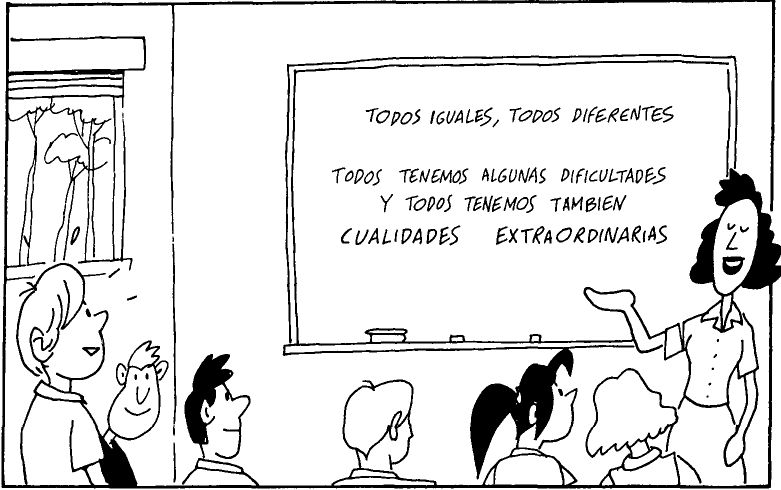 TODOS IGUALES, TODOS DIFERENTES
TODOS TENEMOS ALGUNAS DIFICULTADES
Y TODOS TENEMOS TAMBIEN
CUALIDADES EXTRAORDINARIAS